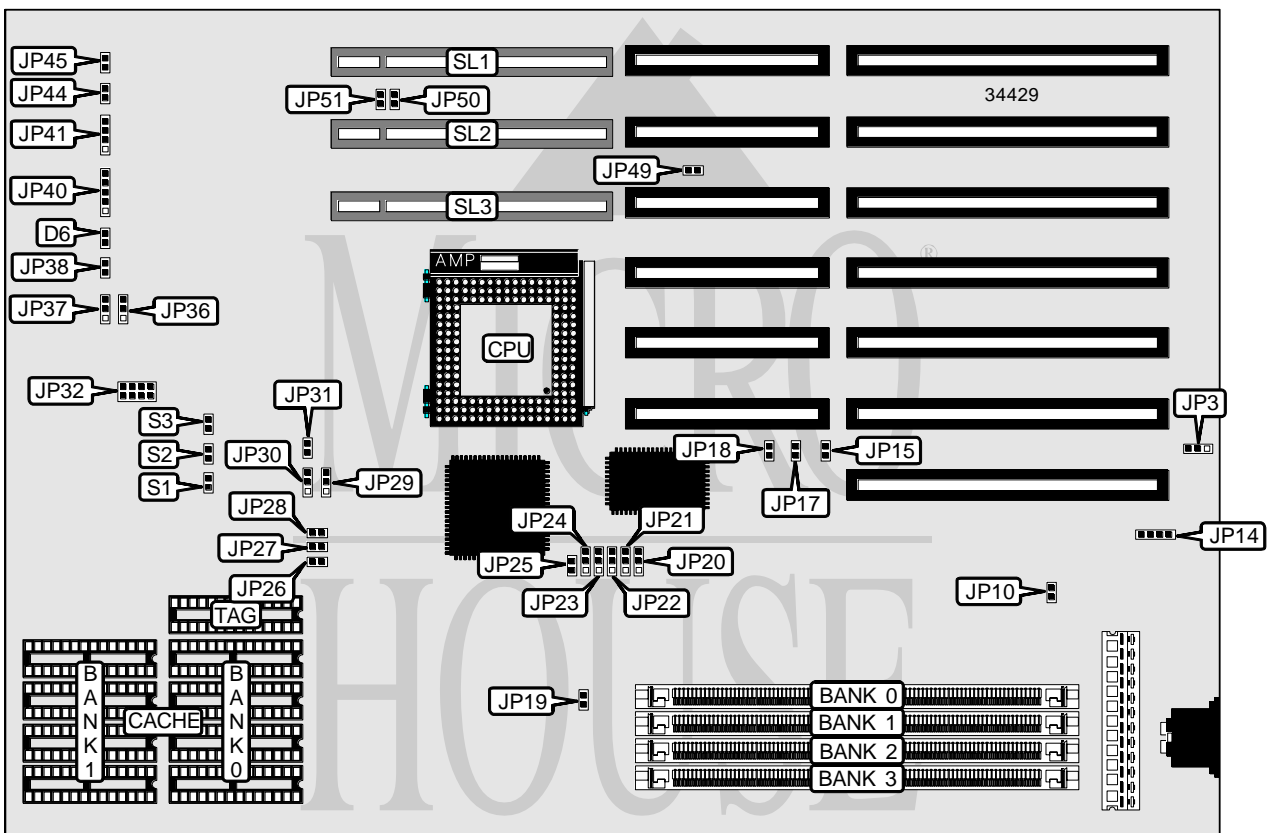 JP45
SL1
JP44
JP51
JP50
34429
JP41
SL2
JP49
JP40
SL3
D6
AMP
®
JP38
JP37
JP36
CPU
JP32
JP31
JP3
S3
S2
JP30
JP18
JP15
S1
JP29
JP17
JP28
JP24
JP21
JP14
JP27
JP25
JP20
JP26
JP23
JP22
JP10
TAG
BANK 1
CACHE
BANK 0
JP19
BANK 0
BANK 1
BANK 2
BANK 3
MICRO
HOUSE